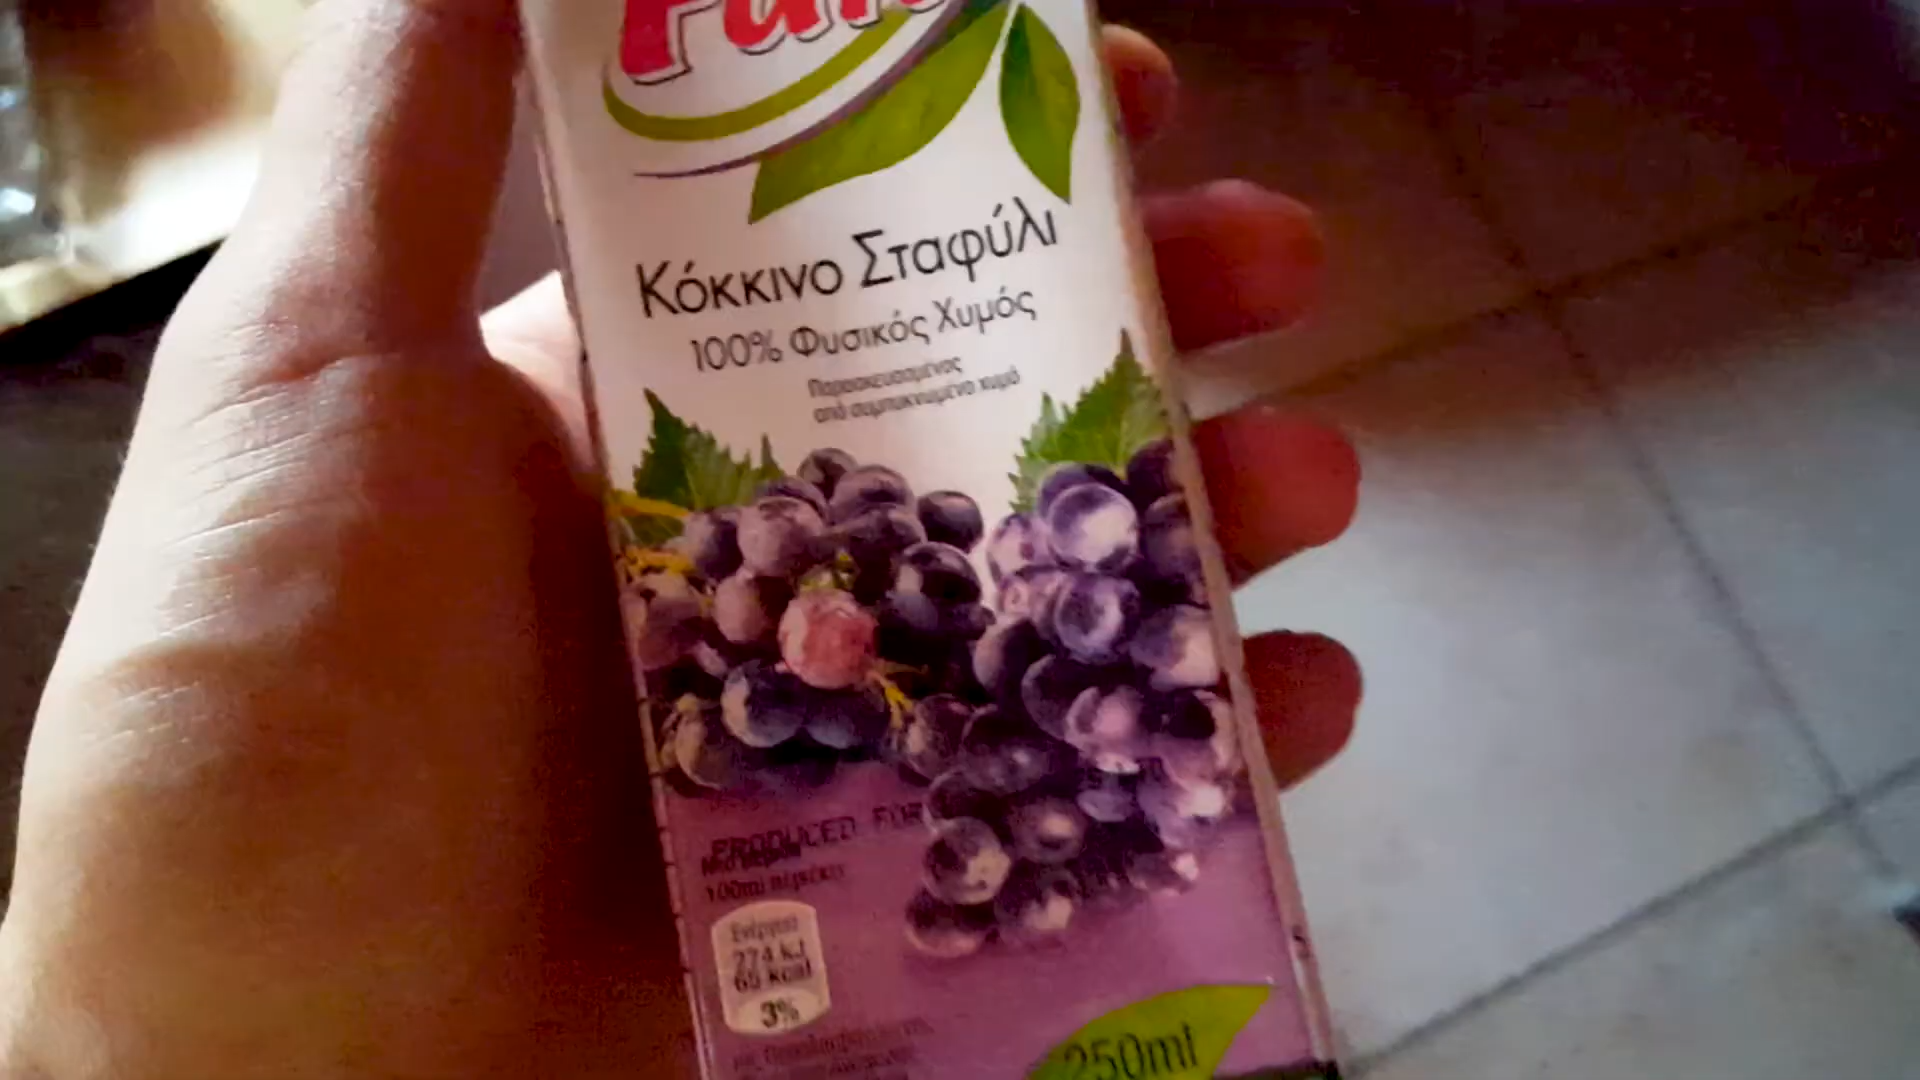 Κόκκινο Σταφύλι
100% Φυσικός Χυμός
Παρασκευασμένος
από συμπυκνωμένο χυμό
PRODUCED FOR
100ml περιέχει
Ενέργεια
274 kJ
65 kcal
3%
250ml